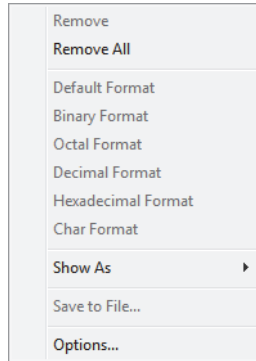 Remove
Remove All
Default Format
Binary Format
Octal Format
Decimal Format
Hexadecimal Format
Char Format
Show As
Save to File...
Options...